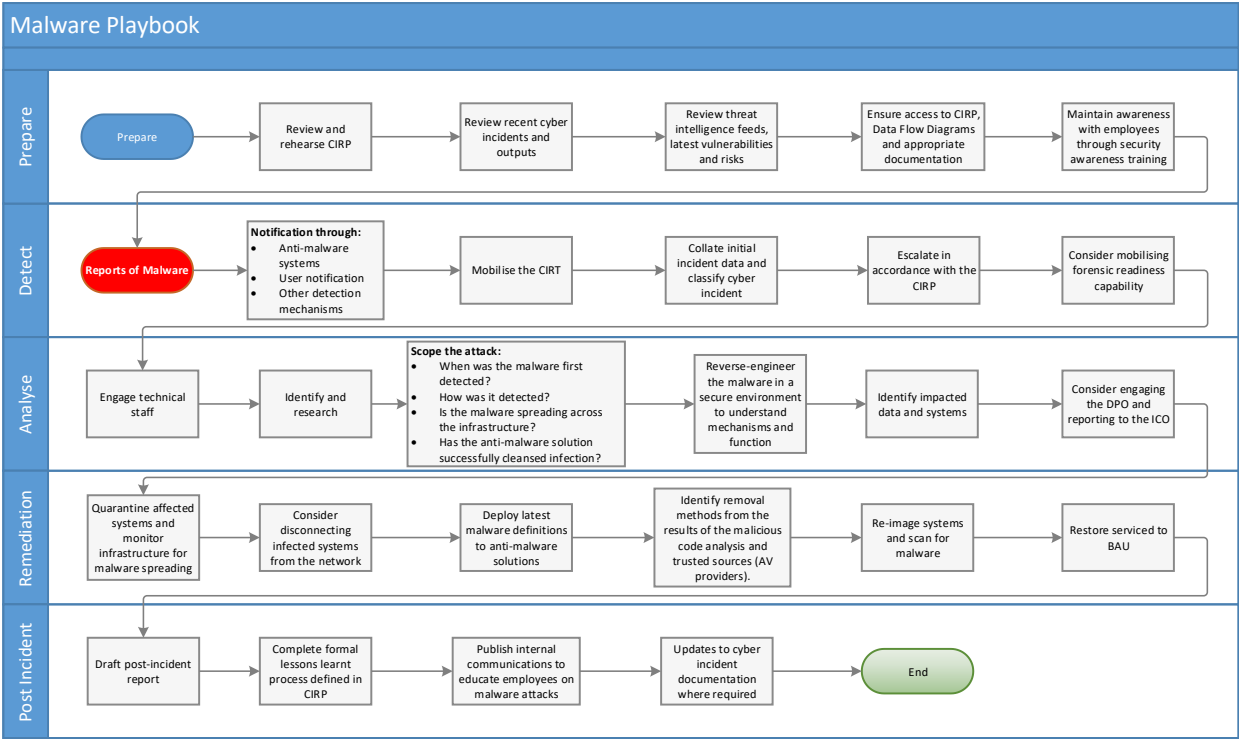 Malware Playbook
Prepare
Prepare
Review and
rehearse CIRP
Review recent cyber
incidents and
outputs
Review threat
intelligence feeds,
latest vulnerabilities
and risks
Ensure access to CIRP,
Data Flow Diagrams
and appropriate
documentation
Maintain awareness
with employees
through security
awareness training
Detect
Reports of Malware
Notification through:
• Anti-malware
systems
• User notification
• Other detection
mechanisms
Mobilise the CIRT
Collate initial
incident data and
classify cyber
incident
Escalate in
accordance with the
CIRP
Consider mobilising
forensic readiness
capability
Analyse
Engage technical
staff
Identify and
research
Scope the attack:
• When was the malware first
detected?
• How was it detected?
• Is the malware spreading across
the infrastructure?
• Has the anti-malware solution
successfully cleansed infection?
Reverse-engineer
the malware in a
secure environment
to understand
mechanisms and
function
Identify impacted
data and systems
Consider engaging
the DPO and
reporting to the ICO
Remediation
Quarantine affected
systems and
monitor
infrastructure for
malware spreading
Consider
disconnecting
infected systems
from the network
Deploy latest
malware definitions
to anti-malware
solutions
Identify removal
methods from the
results of the malicious
code analysis and
trusted sources (AV
providers).
Re-image systems
and scan for
malware
Restore serviced to
BAU
Post Incident
Draft post-incident
report
Complete formal
lessons learnt
process defined in
CIRP
Publish internal
communications to
educate employees on
malware attacks
Updates to cyber
incident
documentation
where required
End